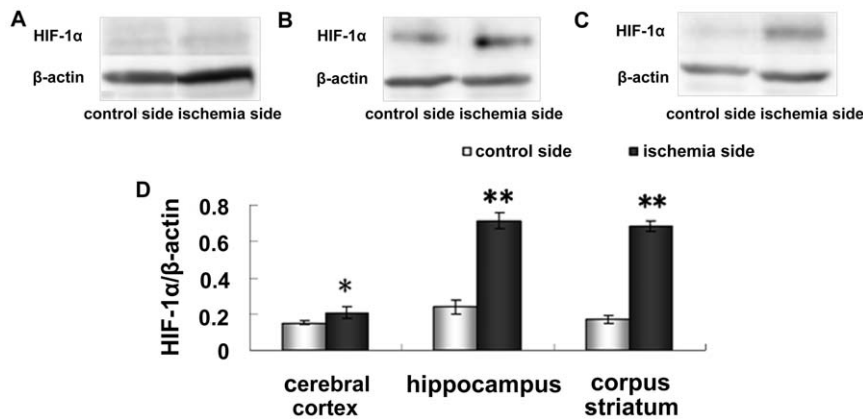 A
HIF-1α
β-actin
control side ischemia side
B
HIF-1α
β-actin
control side ischemia side
C
HIF-1α
β-actin
control side ischemia side
control side
ischemia side
D
HIF-1α/β-actin
0.8
0.6
0.4
0.2
0
*
**
**
cerebral
cortex
hippocampus
corpus
striatum